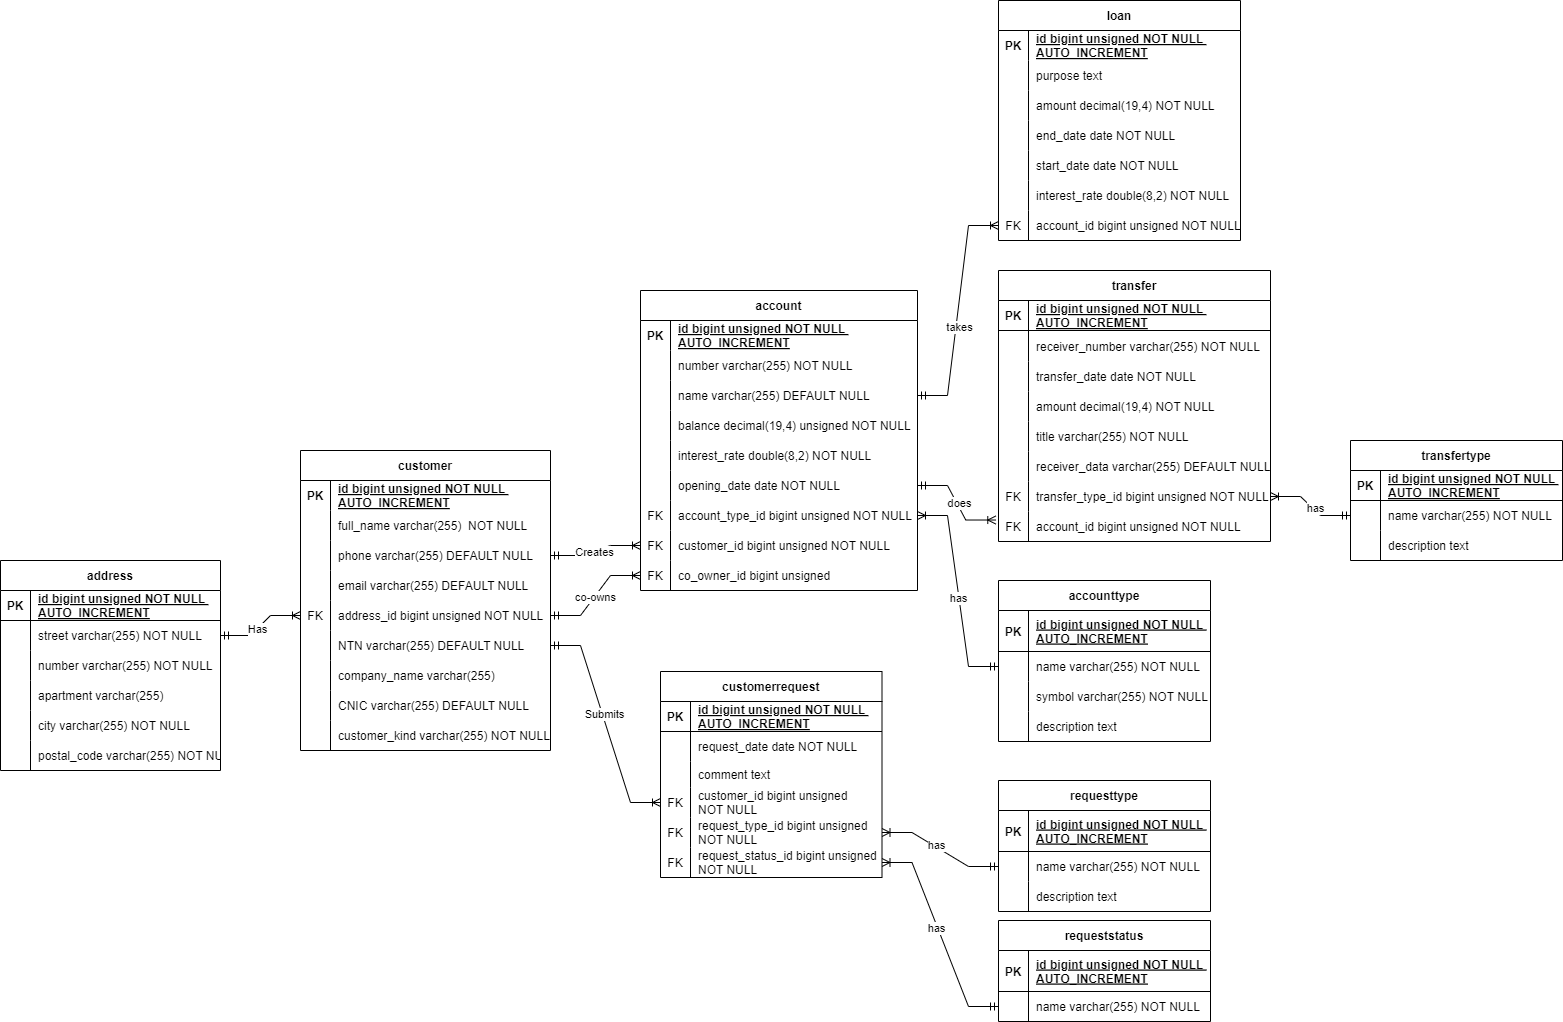 loan
PK
id bigint unsigned NOT NULL
AUTO_INCREMENT
purpose text
amount decimal(19,4) NOT NULL
end_date date NOT NULL
start_date date NOT NULL
interest_rate double(8,2) NOT NULL
FK
account_id bigint unsigned NOT NULL
takes
transfer
PK
id bigint unsigned NOT NULL
AUTO_INCREMENT
receiver_number varchar(255) NOT NULL
transfer_date date NOT NULL
amount decimal(19,4) NOT NULL
title varchar(255) NOT NULL
receiver_data varchar(255) DEFAULT NULL
FK
transfer_type_id bigint unsigned NOT NULL
FK
account_id bigint unsigned NOT NULL
does
has
transfertype
PK
id bigint unsigned NOT NULL
AUTO_INCREMENT
name varchar(255) NOT NULL
description text
account
PK
id bigint unsigned NOT NULL
AUTO_INCREMENT
number varchar(255) NOT NULL
name varchar(255) DEFAULT NULL
balance decimal(19,4) unsigned NOT NULL
interest_rate double(8,2) NOT NULL
opening_date date NOT NULL
FK
account_type_id bigint unsigned NOT NULL
FK
customer_id bigint unsigned NOT NULL
FK
co_owner_id bigint unsigned
Creates
co-owns
has
customer
PK
id bigint unsigned NOT NULL
AUTO_INCREMENT
full_name varchar(255)  NOT NULL
phone varchar(255) DEFAULT NULL
email varchar(255) DEFAULT NULL
FK
address_id bigint unsigned NOT NULL
NTN varchar(255) DEFAULT NULL
company_name varchar(255)
CNIC varchar(255) DEFAULT NULL
customer_kind varchar(255) NOT NULL
Has
Submits
address
PK
id bigint unsigned NOT NULL
AUTO_INCREMENT
street varchar(255) NOT NULL
number varchar(255) NOT NULL
apartment varchar(255)
city varchar(255) NOT NULL
postal_code varchar(255) NOT NU
accounttype
PK
id bigint unsigned NOT NULL
AUTO_INCREMENT
name varchar(255) NOT NULL
symbol varchar(255) NOT NULL
description text
customerrequest
PK
id bigint unsigned NOT NULL
AUTO_INCREMENT
request_date date NOT NULL
comment text
FK
customer_id bigint unsigned
NOT NULL
FK
request_type_id bigint unsigned
NOT NULL
FK
request_status_id bigint unsigned
NOT NULL
has
has
requesttype
PK
id bigint unsigned NOT NULL
AUTO_INCREMENT
name varchar(255) NOT NULL
description text
requeststatus
PK
id bigint unsigned NOT NULL
AUTO_INCREMENT
name varchar(255) NOT NULL